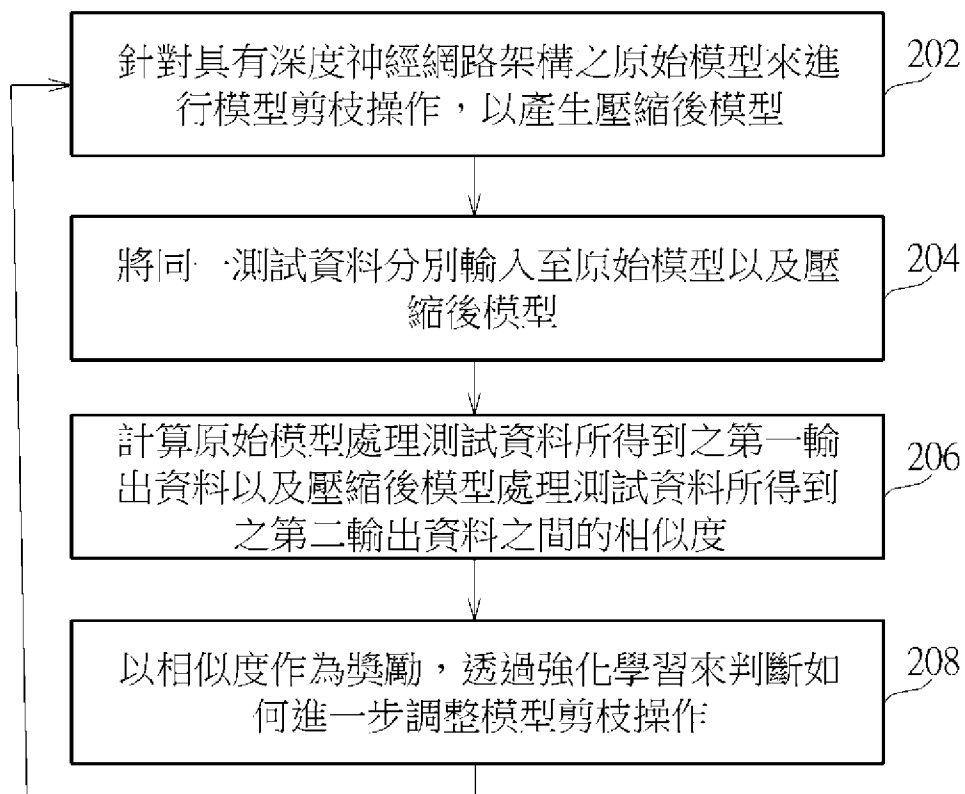 針對具有深度神經網路架構之原始模型來進
行模型剪枝操作，以產生壓縮後模型
202
將同一測試資料分別輸入至原始模型以及壓
縮後模型
204
計算原始模型處理測試資料所得到之第一輸
出資料以及壓縮後模型處理測試資料所得到
之第二輸出資料之間的相似度
206
以相似度作為獎勵，透過強化學習來判斷如
何進一步調整模型剪枝操作
208